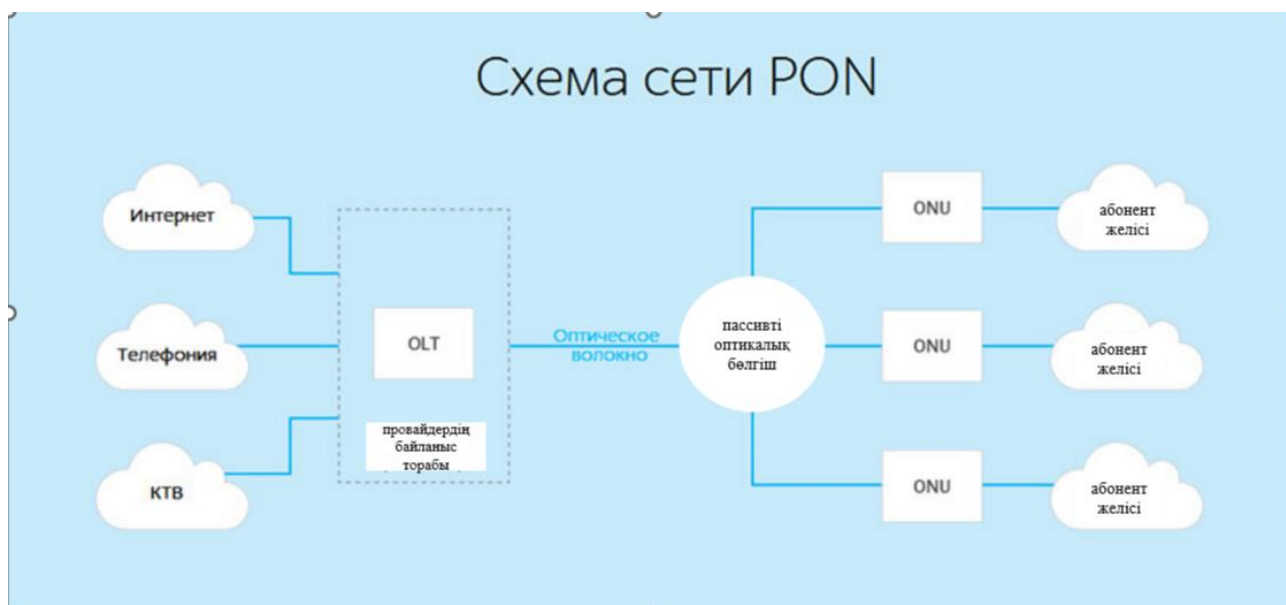 Схема сети PON
Интернет
Телефония
КТВ
OLT
провайдердің
байланыс
торабы
Оптическое
волокно
пассивті
оптикалық
бөлгіш
ONU
абонент
желісі
ONU
абонент
желісі
ONU
абонент
желісі